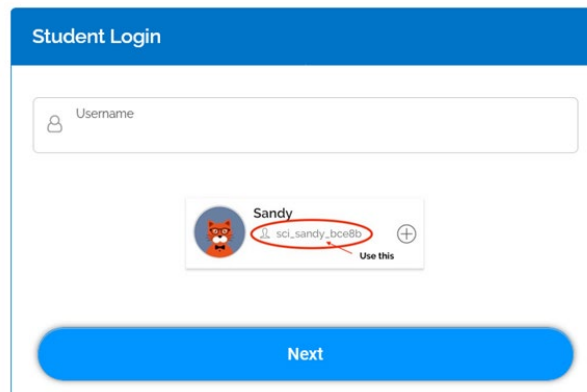 Student Login
Username
Sandy
sci_sandy_bce8b
Use this
Next